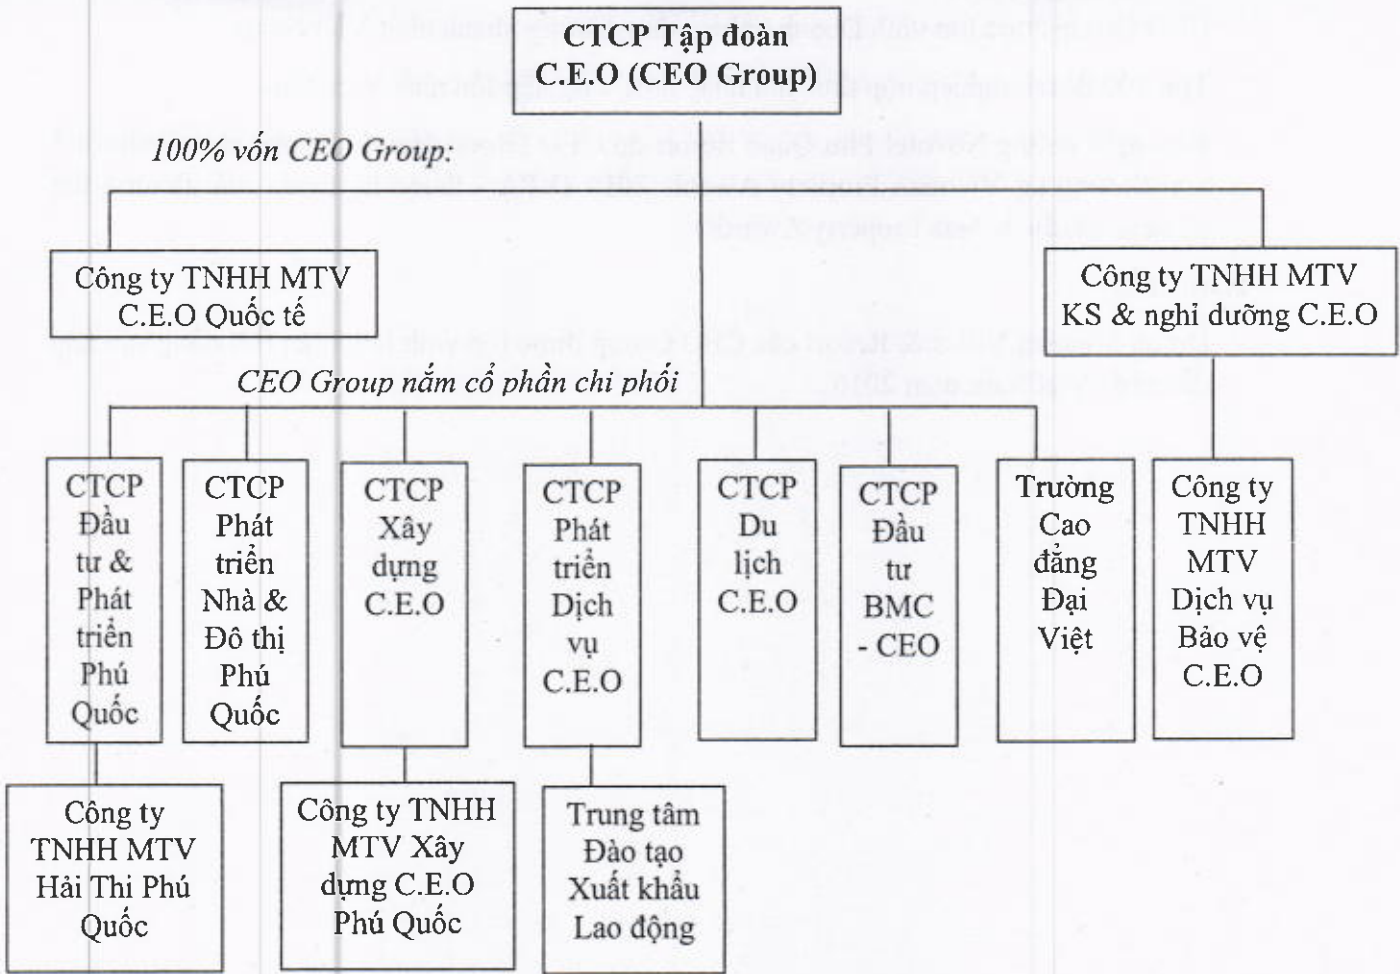 CTCP Tập đoàn
C.E.O (CEO Group)
100% vốn CEO Group:
Công ty TNHH MTV
C.E.O Quốc tế
Công ty TNHH MTV
KS & nghỉ dưỡng C.E.O
CEO Group nắm cổ phần chi phối
CTCP
Đầu
tư &
Phát
triển
Phú
Quốc
CTCP
Phát
triển
Nhà &
Đô thị
Phú
Quốc
CTCP
Xây
dựng
C.E.O
CTCP
Phát
triển
Dịch
vụ
C.E.O
CTCP
Du
lịch
C.E.O
CTCP
Đầu
tư
BMC
- CEO
Trường
Cao
đẳng
Đại
Việt
Công ty
TNHH
MTV
Dịch vụ
Bảo vệ
C.E.O
Công ty
TNHH MTV
Hải Thi Phú
Quốc
Công ty TNHH
MTV Xây
dựng C.E.O
Phú Quốc
Trung tâm
Đào tạo
Xuất khẩu
Lao động